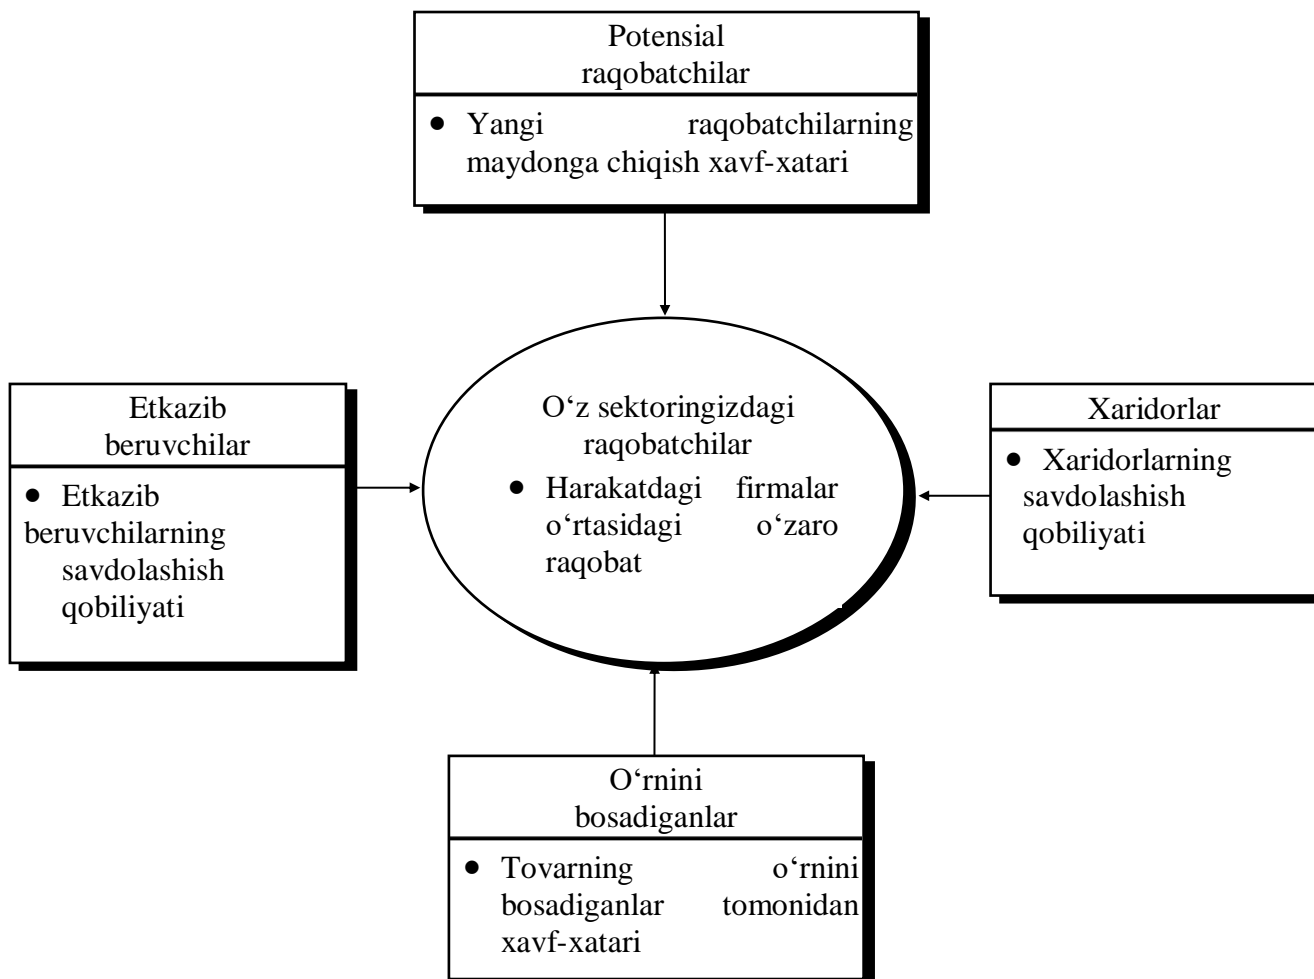 Potensial
raqobatchilar
● Yangi raqobatchilarning
maydonga chiqish xavf-xatari
Etkazib
beruvchilar
● Etkazib
beruvchilarning
savdolashish
qobiliyati
O‘z sektoringizdagi
raqobatchilar
● Harakatdagi firmalar
o‘rtasidagi o‘zaro
raqobat
Xaridorlar
● Xaridorlarning
savdolashish
qobiliyati
O‘rnini
bosadiganlar
● Tovarning o‘rnini
bosadiganlar tomonidan
xavf-xatari